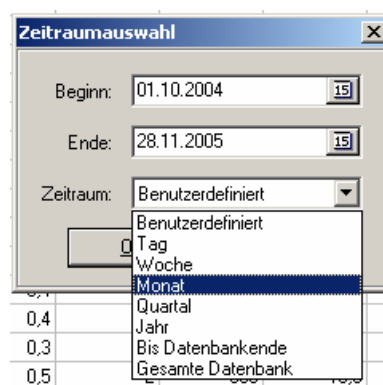 Zeitraumauswahl
Beginn: 01.10.2004 15
Ende: 28.11.2005 15
Zeitraum: Benutzerdefiniert
Benutzerdefiniert
Tag
Woche
Monat
Quartal
Jahr
Bis Datenbankende
Gesamte Datenbank
0,4
0,3
0,5